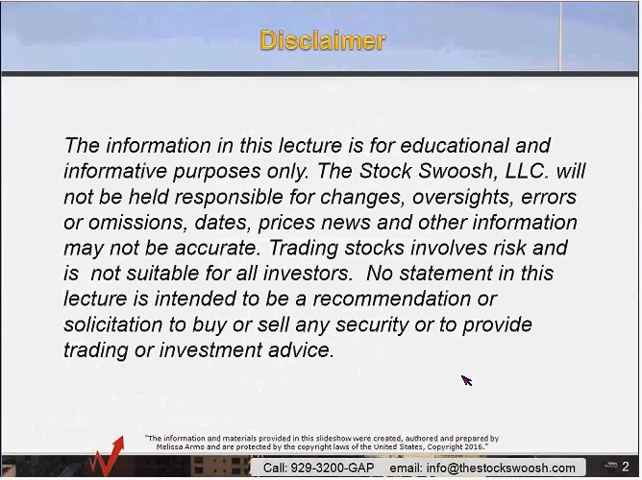 Disclaimer
The information in this lecture is for educational and
informative purposes only. The Stock Swoosh, LLC. will
not be held responsible for changes, oversights, errors
or omissions, dates, prices news and other information
may not be accurate. Trading stocks involves risk and
is  not suitable for all investors.  No statement in this
lecture is intended to be a recommendation or
solicitation to buy or sell any security or to provide
trading or investment advice.
"The information and materials provided in this slideshow were created, authored and prepared by
Melissa Armo and are protected by the copyright laws of the United States, Copyright 2016."
Call: 929-3200-GAP    email: info@thestockswoosh.com
2